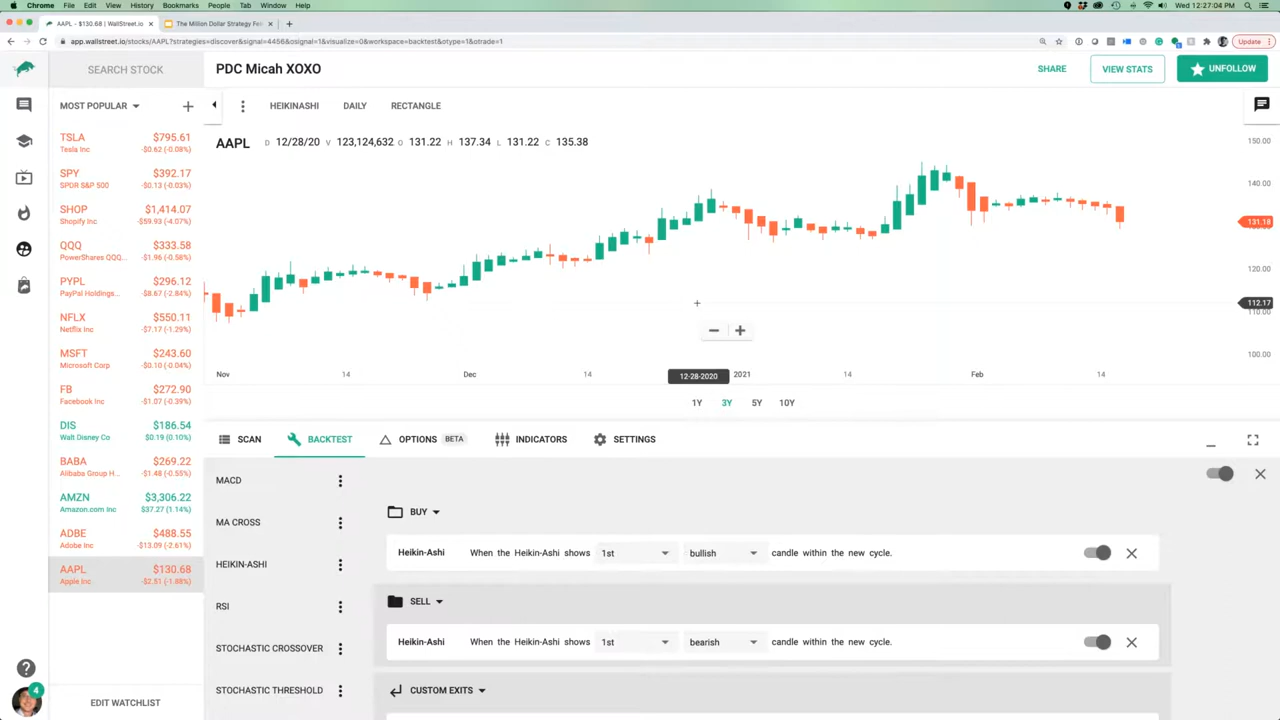 Chrome File Edit View History Bookmarks People Tab Window Help
Wed 12:27:04 PM
AAPL - $130.68 | WallStreet.io
The Million Dollar Strategy Fe
app.wallstreet.io/stocks/AAPL?strategies=discover&signal=4456&osignal=1&visualize=0&workspace=backtest&otype=1&otrade=1
Update
SEARCH STOCK
PDC Micah XOXO
SHARE
VIEW STATS
UNFOLLOW
MOST POPULAR
HEIKINASHI DAILY RECTANGLE
AAPL D 12/28/20 V 123,124,632 O 131.22 H 137.34 L 131.22 C 135.38
TSLA $795.61
Tesla Inc -$0.62 (-0.08%)
SPY $392.17
SPDR S&P 500 -$0.13 (-0.03%)
SHOP $1,414.07
Shopify Inc -$59.93 (-4.07%)
QQQ $333.58
PowerShares QQQ... -$1.96 (-0.58%)
PYPL $296.12
PayPal Holdings... -$8.67 (-2.84%)
NFLX $550.11
Netflix Inc -$7.17 (-1.29%)
MSFT $243.60
Microsoft Corp -$0.10 (-0.04%)
FB $272.90
Facebook Inc -$1.07 (-0.39%)
DIS $186.54
Walt Disney Co $0.19 (0.10%)
BABA $269.22
Alibaba Group H... -$1.48 (-0.55%)
AMZN $3,306.22
Amazon.com Inc $37.27 (1.14%)
ADBE $488.55
Adobe Inc -$13.09 (-2.61%)
AAPL $130.68
Apple Inc -$2.51 (-1.88%)
EDIT WATCHLIST
4
150.00
140.00
131.18
120.00
112.17
110.00
100.00
Nov 14 Dec 14 12-28-2020 2021 14 Feb 14
1Y 3Y 5Y 10Y
SCAN BACKTEST OPTIONS BETA INDICATORS SETTINGS
MACD
MA CROSS
HEIKIN-ASHI
RSI
STOCHASTIC CROSSOVER
STOCHASTIC THRESHOLD
BUY
Heikin-Ashi When the Heikin-Ashi shows 1st bullish candle within the new cycle.
SELL
Heikin-Ashi When the Heikin-Ashi shows 1st bearish candle within the new cycle.
CUSTOM EXITS